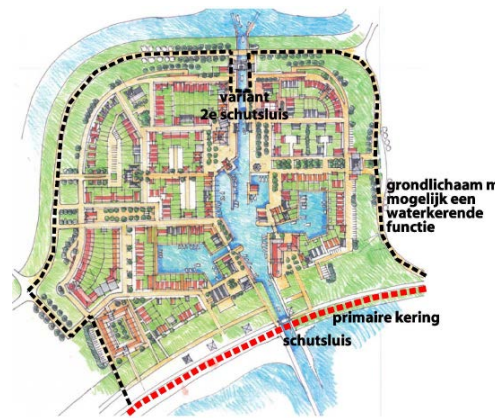 variant
2e schutsluis
grondlichaam m
mogelijk een
waterkerende
functie
primaire kering
schutsluis